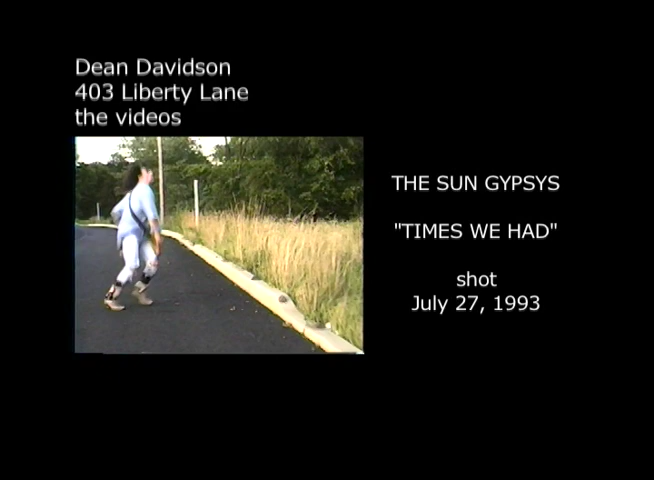 Dean Davidson
403 Liberty Lane
the videos
THE SUN GYPSYS
"TIMES WE HAD"
shot
July 27, 1993